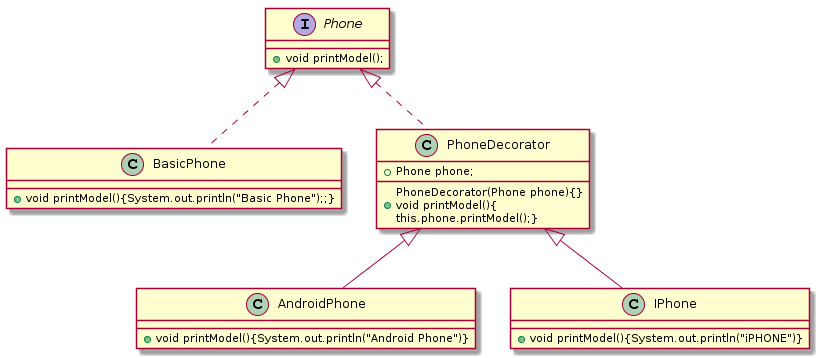 I Phone
void printModel();
C BasicPhone
void printModel(){System.out.println("Basic Phone");;}
C PhoneDecorator
Phone phone;
PhoneDecorator(Phone phone){}
void printModel(){
this.phone.printModel();}
C AndroidPhone
void printModel(){System.out.println("Android Phone")}
C IPhone
void printModel(){System.out.println("iPHONE")}